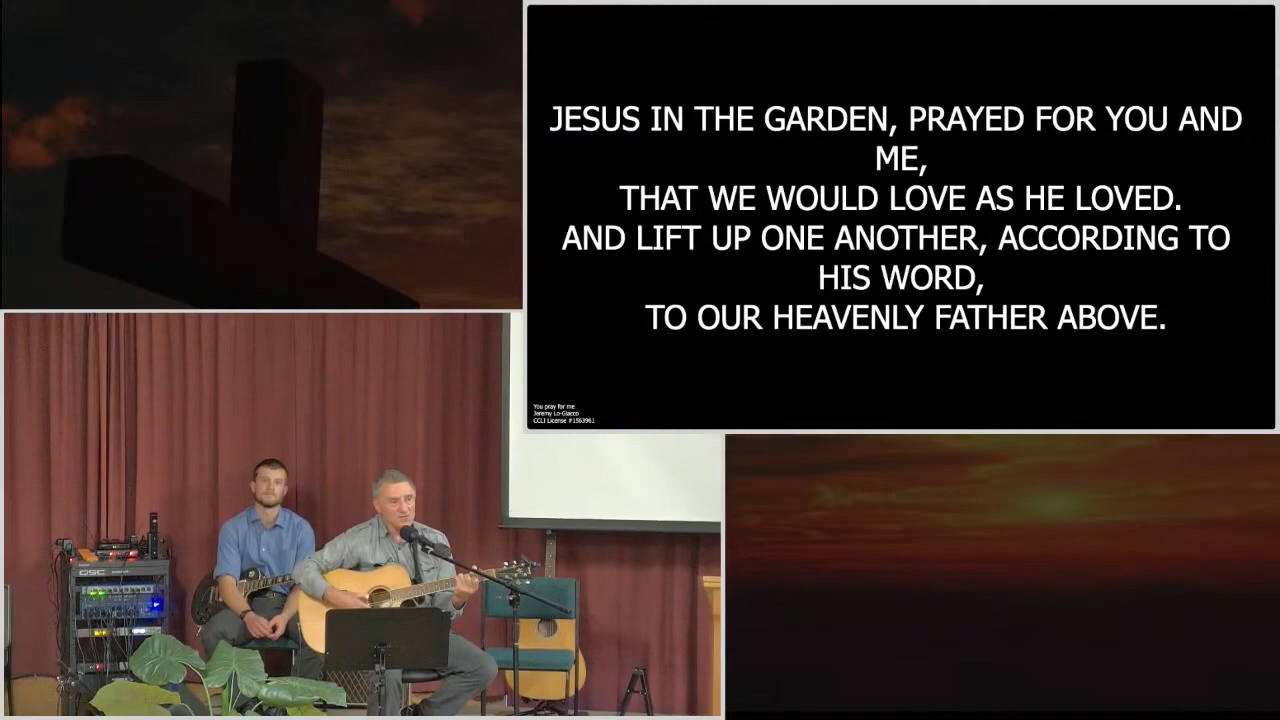 JESUS IN THE GARDEN, PRAYED FOR YOU AND
ME,
THAT WE WOULD LOVE AS HE LOVED.
AND LIFT UP ONE ANOTHER, ACCORDING TO
HIS WORD,
TO OUR HEAVENLY FATHER ABOVE.
You pray for me
Jeremy Lo-Giacco
CCLI License #1563961
QSC